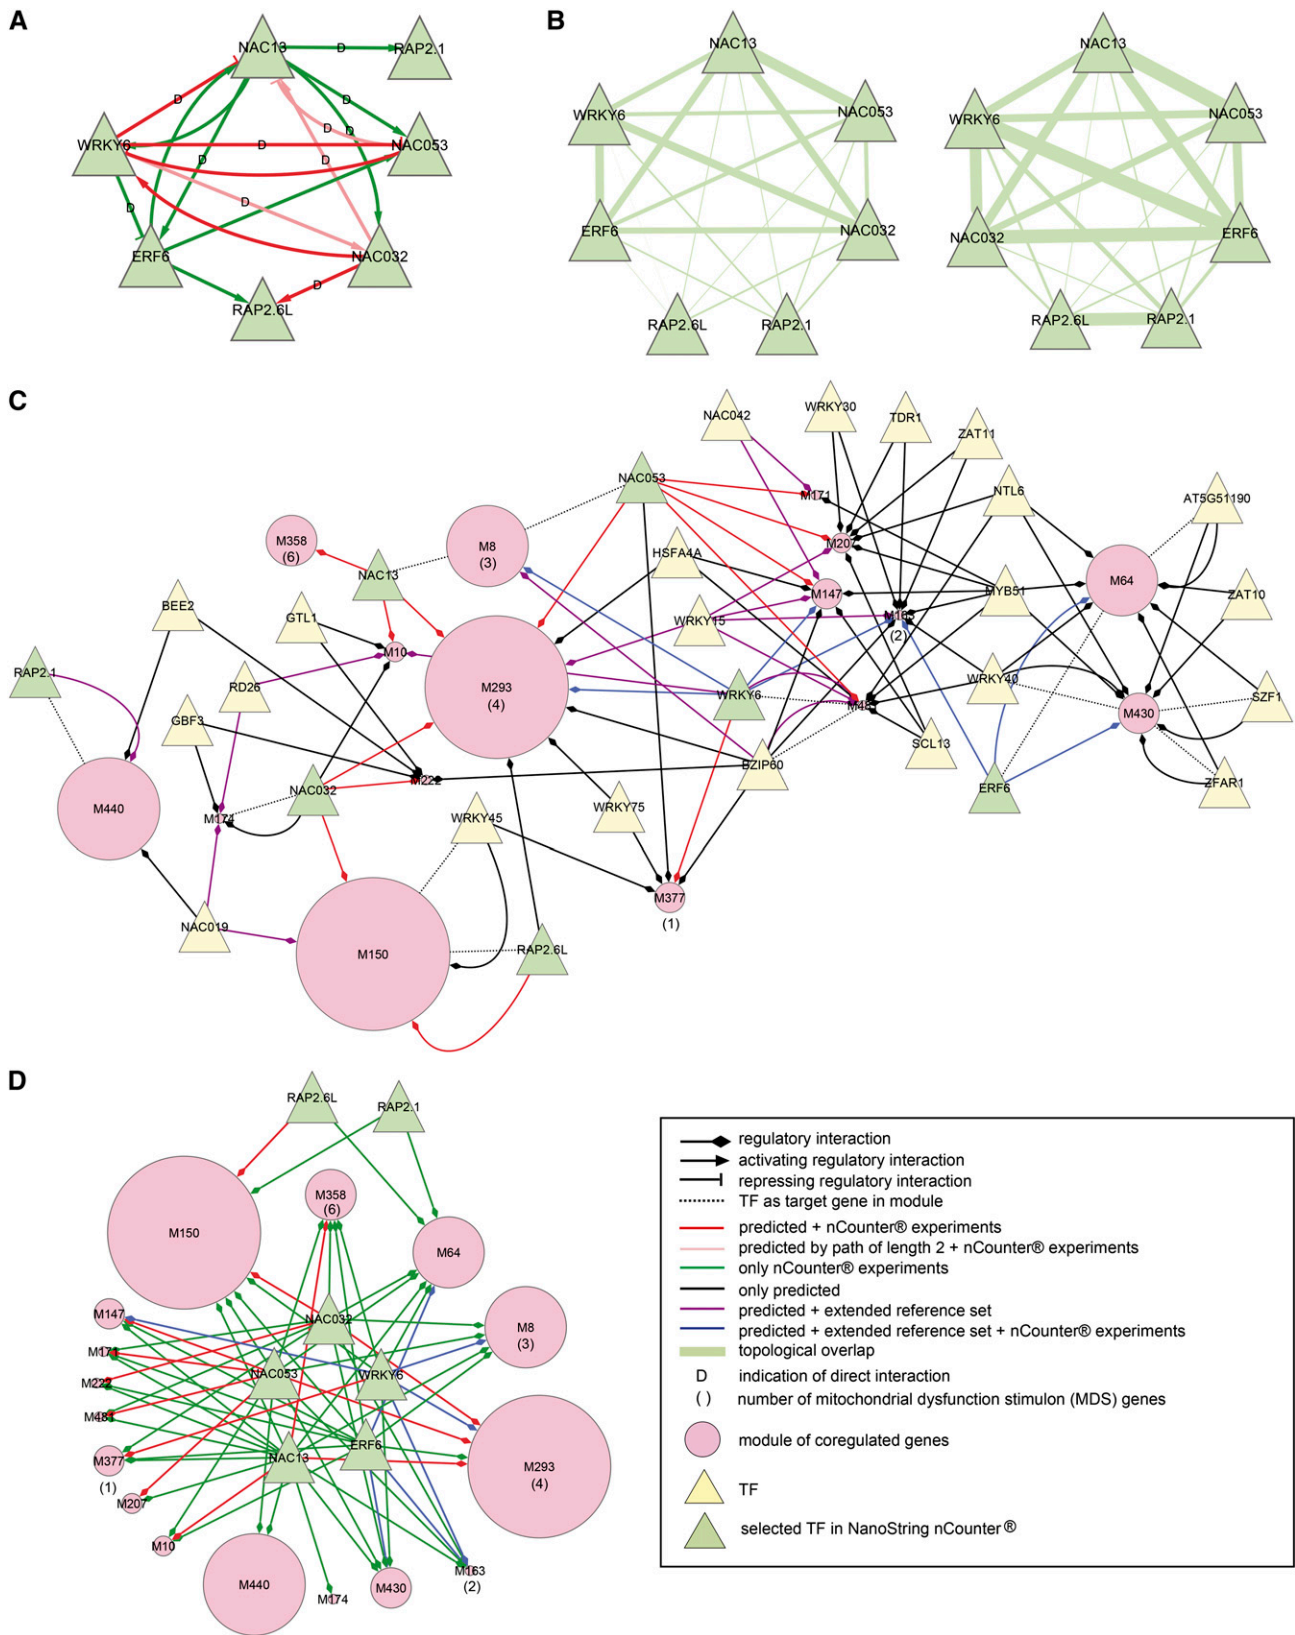 A
NAC13
RAP2.1
D
D
D
WRKY6
D
D
D
D
NAC053
D
D
D
ERF6
NAC032
D
RAP2.6L
B
NAC13
WRKY6
NAC053
ERF6
NAC032
RAP2.6L
RAP2.1
NAC13
WRKY6
NAC053
NAC032
ERF6
RAP2.6L
RAP2.1
C
NAC042
WRKY30
TDR1
ZAT11
NAC053
M171
NTL6
AT5G51190
M358
(6)
M8
(3)
M207
HSFA4A
NAC13
M64
BEE2
GTL1
M147
MYB51
ZAT10
WRKY15
M163
(2)
M10
RAP2.1
RD26
M293
(4)
WRKY6
M481
WRKY40
SZF1
GBF3
M430
SCL13
M222
BZIP60
NAC032
ERF6
ZFAR1
M440
M174
WRKY45
WRKY75
M377
(1)
NAC019
M150
RAP2.6L
D
RAP2.6L
RAP2.1
M358
(6)
M150
M64
M147
NAC032
M8
(3)
M171
M222
NAC053
WRKY6
M481
M377
(1)
NAC13
ERF6
M293
(4)
M207
M10
M440
M174
M430
M163
(2)
regulatory interaction
activating regulatory interaction
repressing regulatory interaction
TF as target gene in module
predicted + nCounter® experiments
predicted by path of length 2 + nCounter® experiments
only nCounter® experiments
only predicted
predicted + extended reference set
predicted + extended reference set + nCounter® experiments
topological overlap
D indication of direct interaction
( ) number of mitochondrial dysfunction stimulon (MDS) genes
module of coregulated genes
TF
selected TF in NanoString nCounter ®